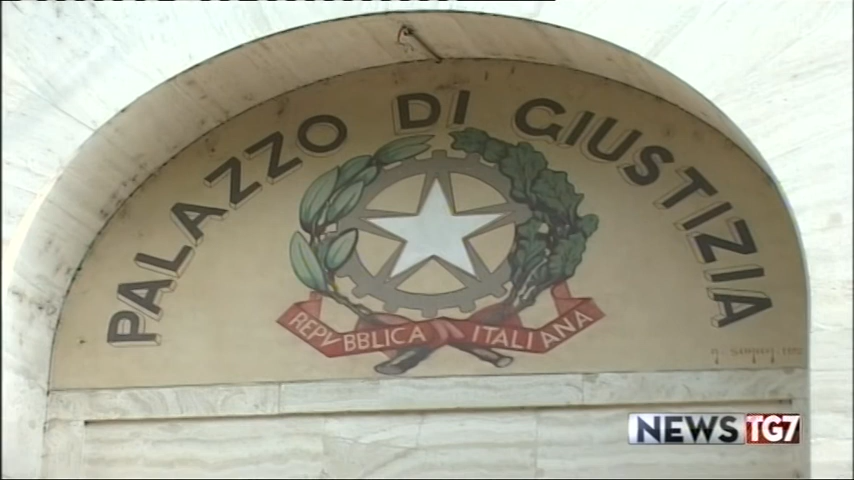 PALAZZO DI GIUSTIZIA
REPVBBLICA ITALIANA
NEWS TG7